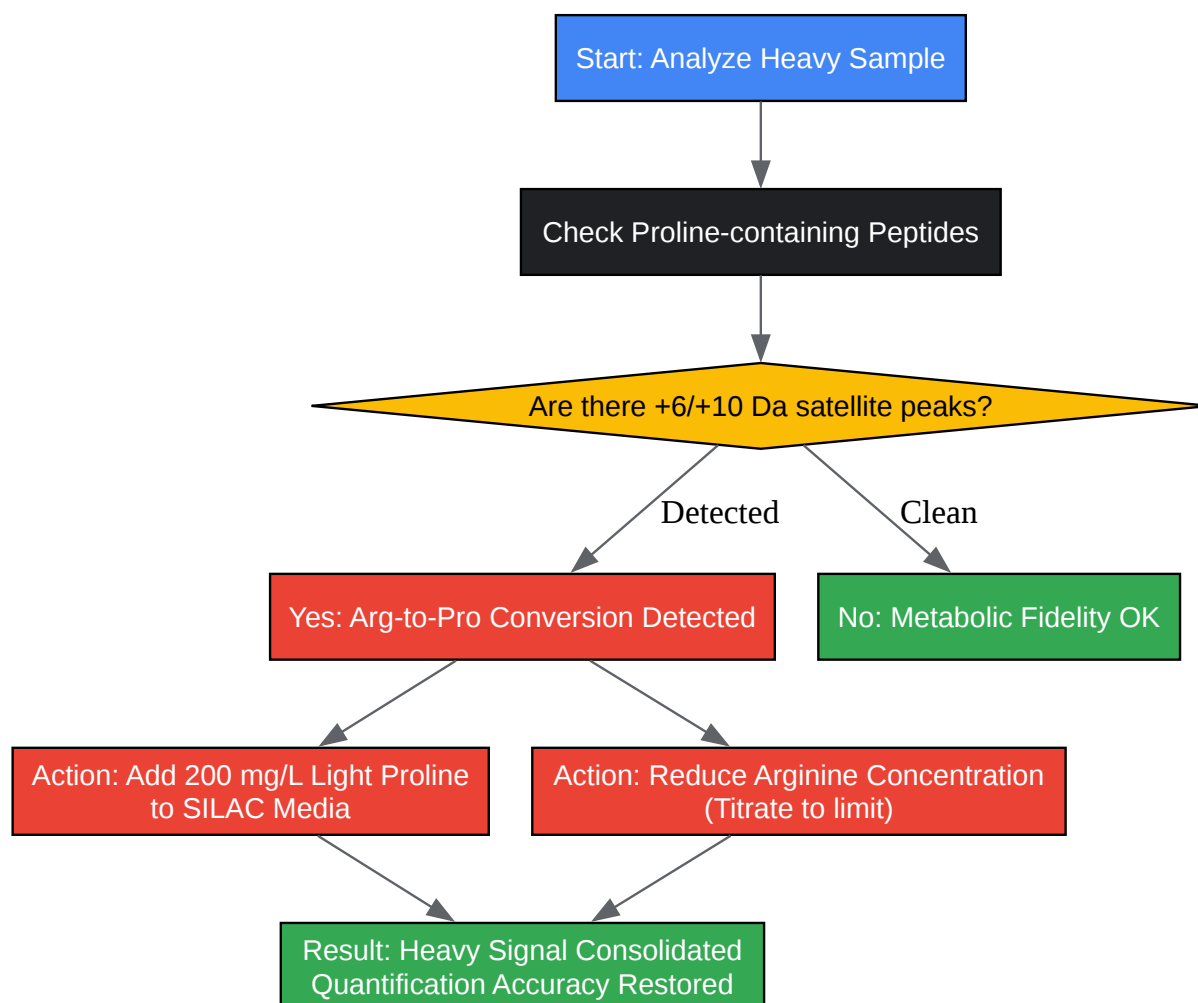 Start: Analyze Heavy Sample
Check Proline-containing Peptides
Are there +6/+10 Da satellite peaks?
Detected
Clean
Yes: Arg-to-Pro Conversion Detected
No: Metabolic Fidelity OK
Action: Add 200 mg/L Light Proline
to SILAC Media
Action: Reduce Arginine Concentration
(Titrate to limit)
Result: Heavy Signal Consolidated
Quantification Accuracy Restored